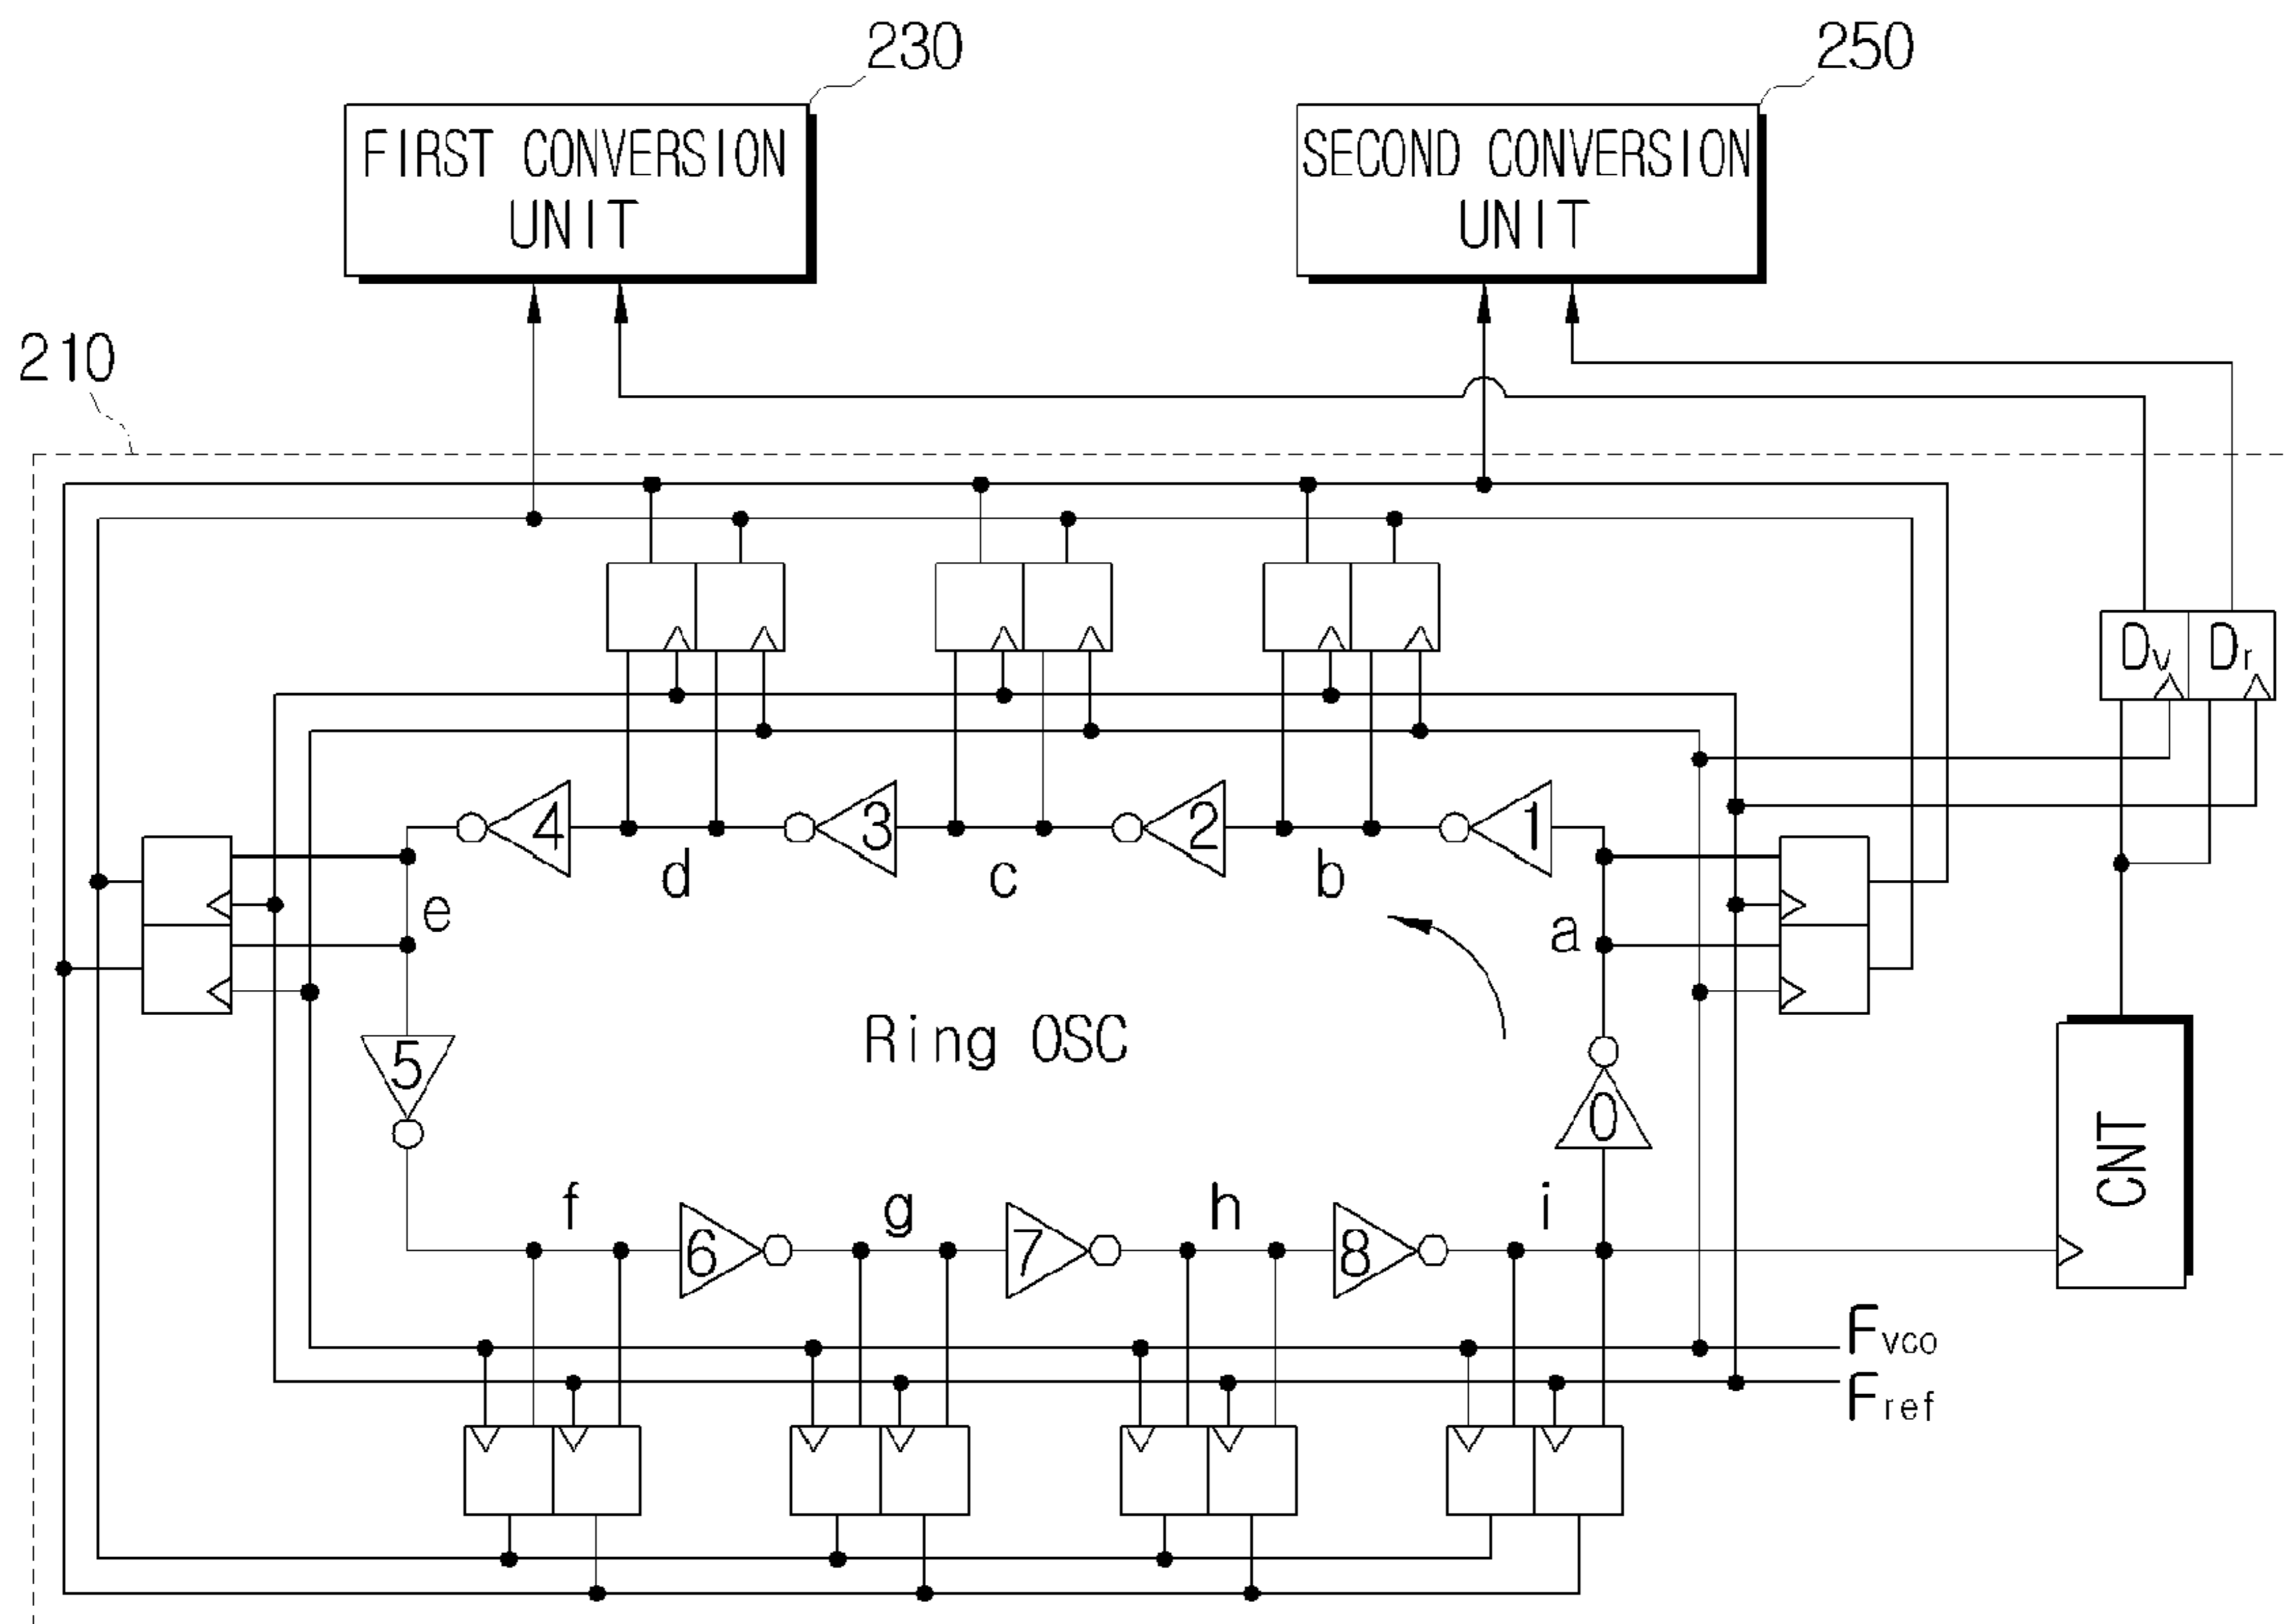 230
250
FIRST CONVERSION
UNIT
SECOND CONVERSION
UNIT
210
Dv Dr
4 3 2 1
d c b
e a
Ring OSC
5
0
CNT
f g h i
6 7 8
Fvco
Fref